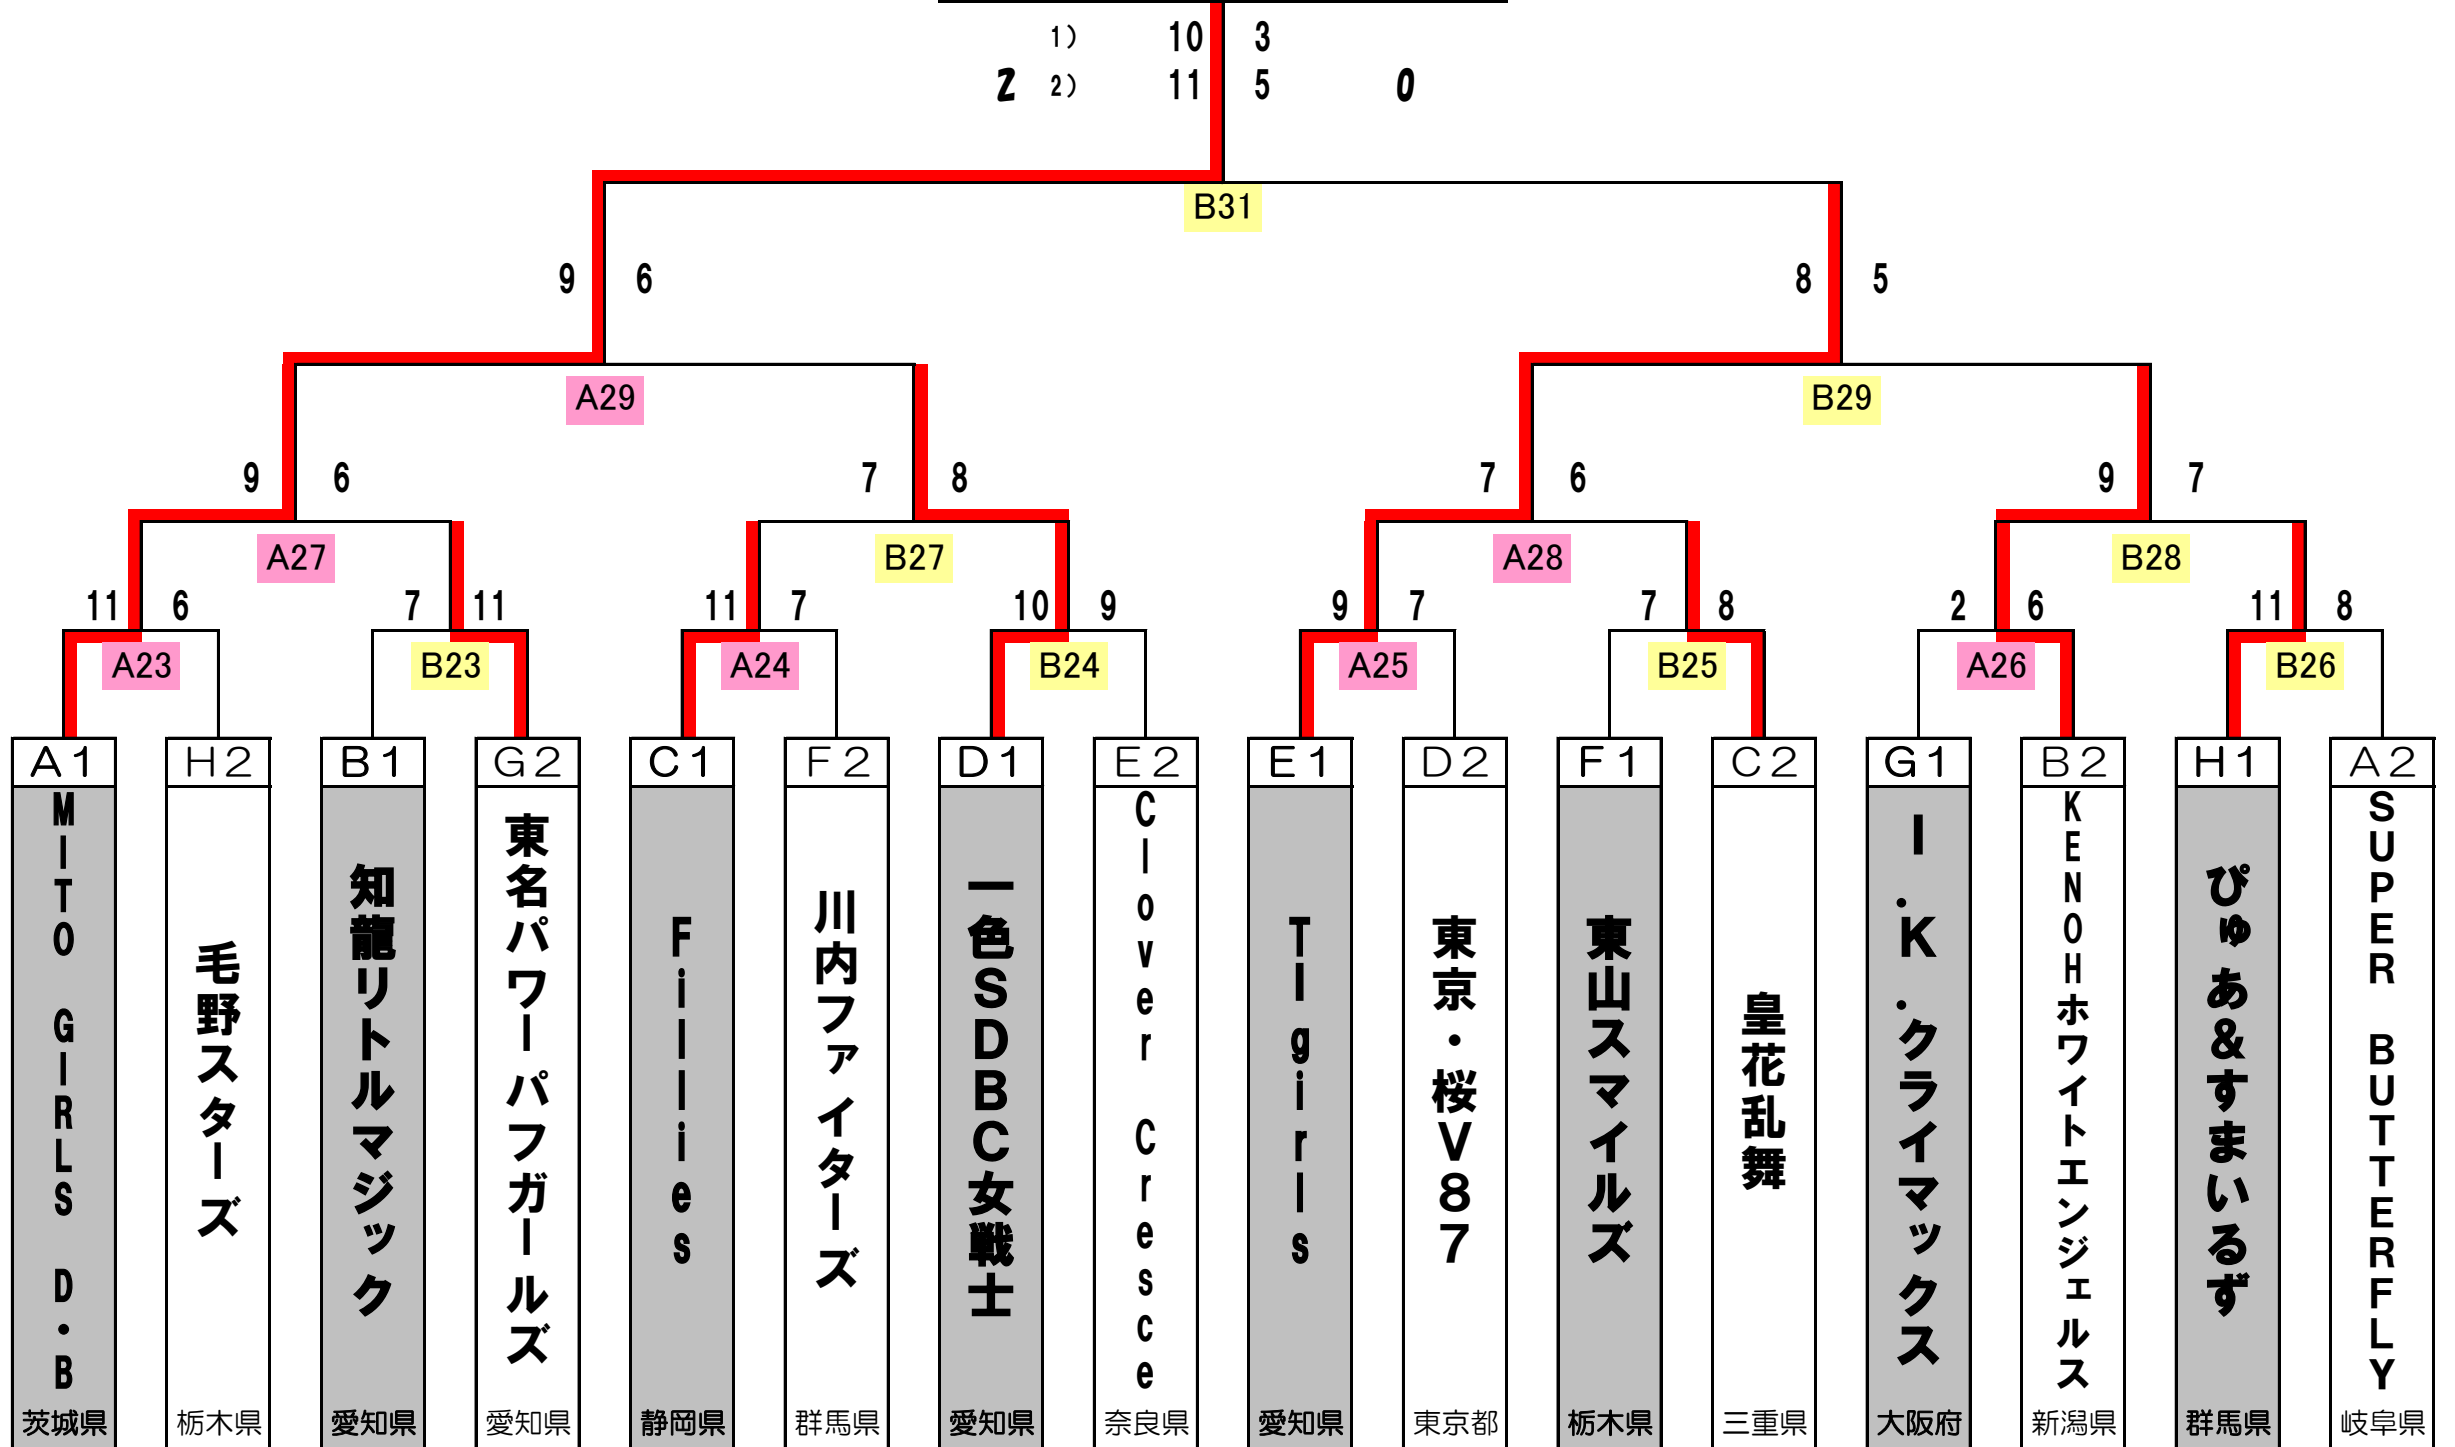 1) 10 3
2 2) 11 5 0
B31
9 6 8 5
A29 B29
9 6 7 8 7 6 9 7
A27 B27 A28 B28
11 6 7 11 11 7 10 9 9 7 7 8 2 6 11 8
A23 B23 A24 B24 A25 B25 A26 B26
A1 H2 B1 G2 C1 F2 D1 E2 E1 D2 F1 C2 G1 B2 H1 A2
MITO GIRLS D・B
毛野スターズ
知龍リトルマジック
東名パワーパフガールズ
Fillies
川内ファイターズ
一色SDBC女戦士
Clover Cresce
TIgirls
東京・桜V87
東山スマイルズ
皇花乱舞
I.K.クライマックス
KENOHホワイトエンジェルス
ぴゅあ&すまいるず
SUPER BUTTERFLY
茨城県 栃木県 愛知県 愛知県 静岡県 群馬県 愛知県 奈良県 愛知県 東京都 栃木県 三重県 大阪府 新潟県 群馬県 岐阜県